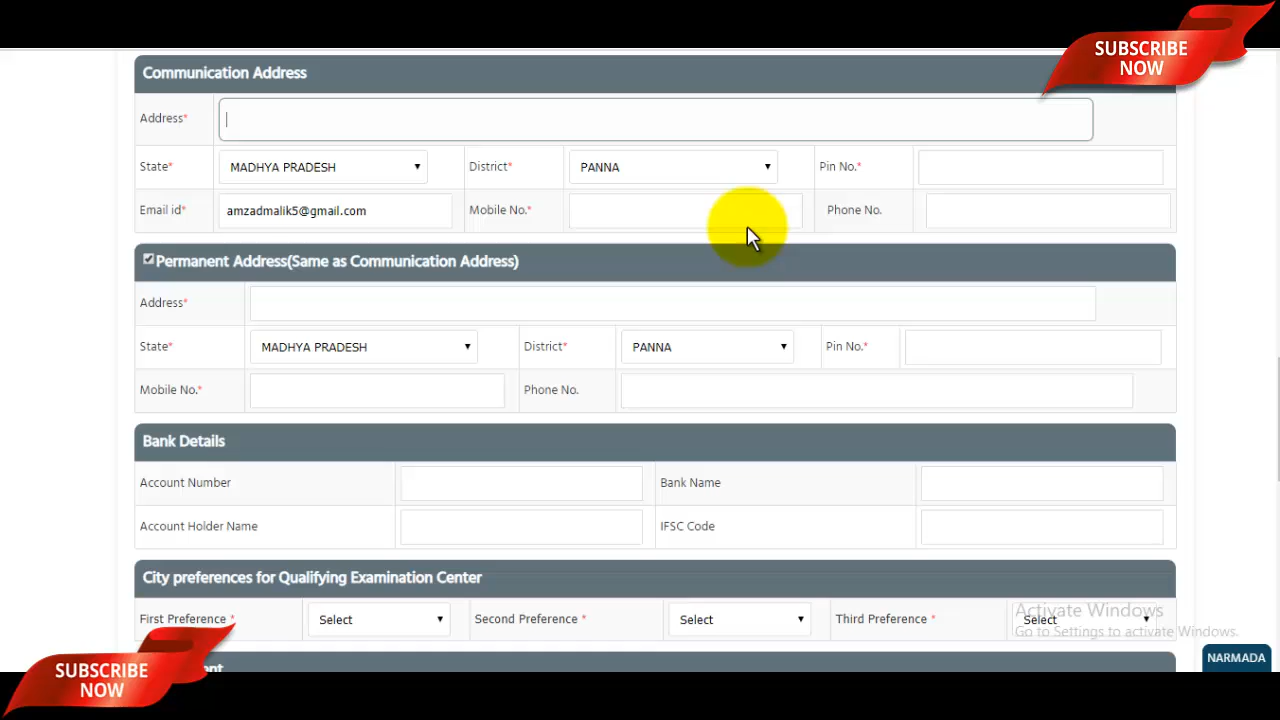 SUBSCRIBE
NOW
Communication Address
Address*
State* MADHYA PRADESH District* PANNA Pin No.*
Email id* amzadmalik5@gmail.com Mobile No.* Phone No.
Permanent Address(Same as Communication Address)
Address*
State* MADHYA PRADESH District* PANNA Pin No.*
Mobile No.* Phone No.
Bank Details
Account Number Bank Name
Account Holder Name IFSC Code
City preferences for Qualifying Examination Center
First Preference * Select Second Preference * Select Third Preference * Select
Activate Windows
Go to Settings to activate Windows.
NARMADA
SUBSCRIBE
NOW